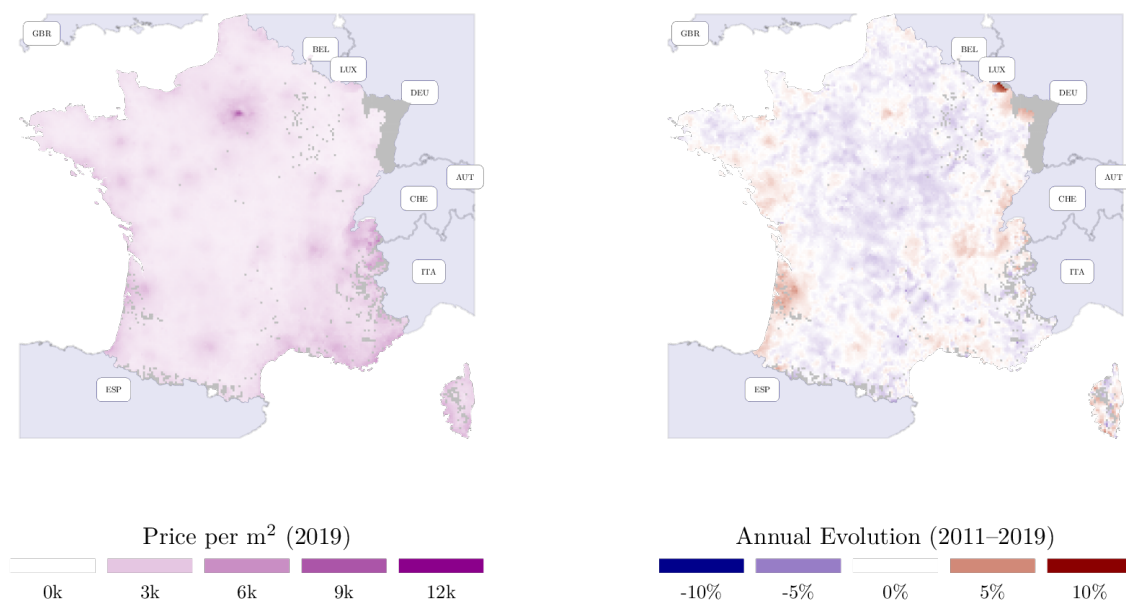 GBR
BEL
LUX
DEU
AUT
CHE
ITA
ESP
Price per m² (2019)
0k 3k 6k 9k 12k
GBR
BEL
LUX
DEU
AUT
CHE
ITA
ESP
Annual Evolution (2011–2019)
-10% -5% 0% 5% 10%